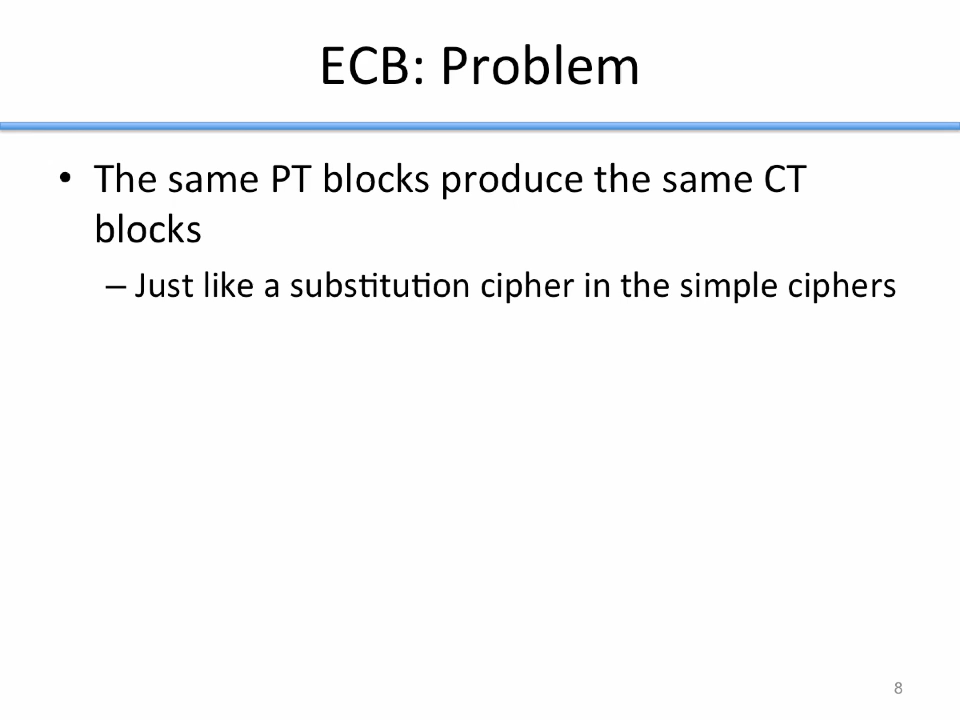 ECB: Problem
• The same PT blocks produce the same CT
blocks
– Just like a substitution cipher in the simple ciphers
8